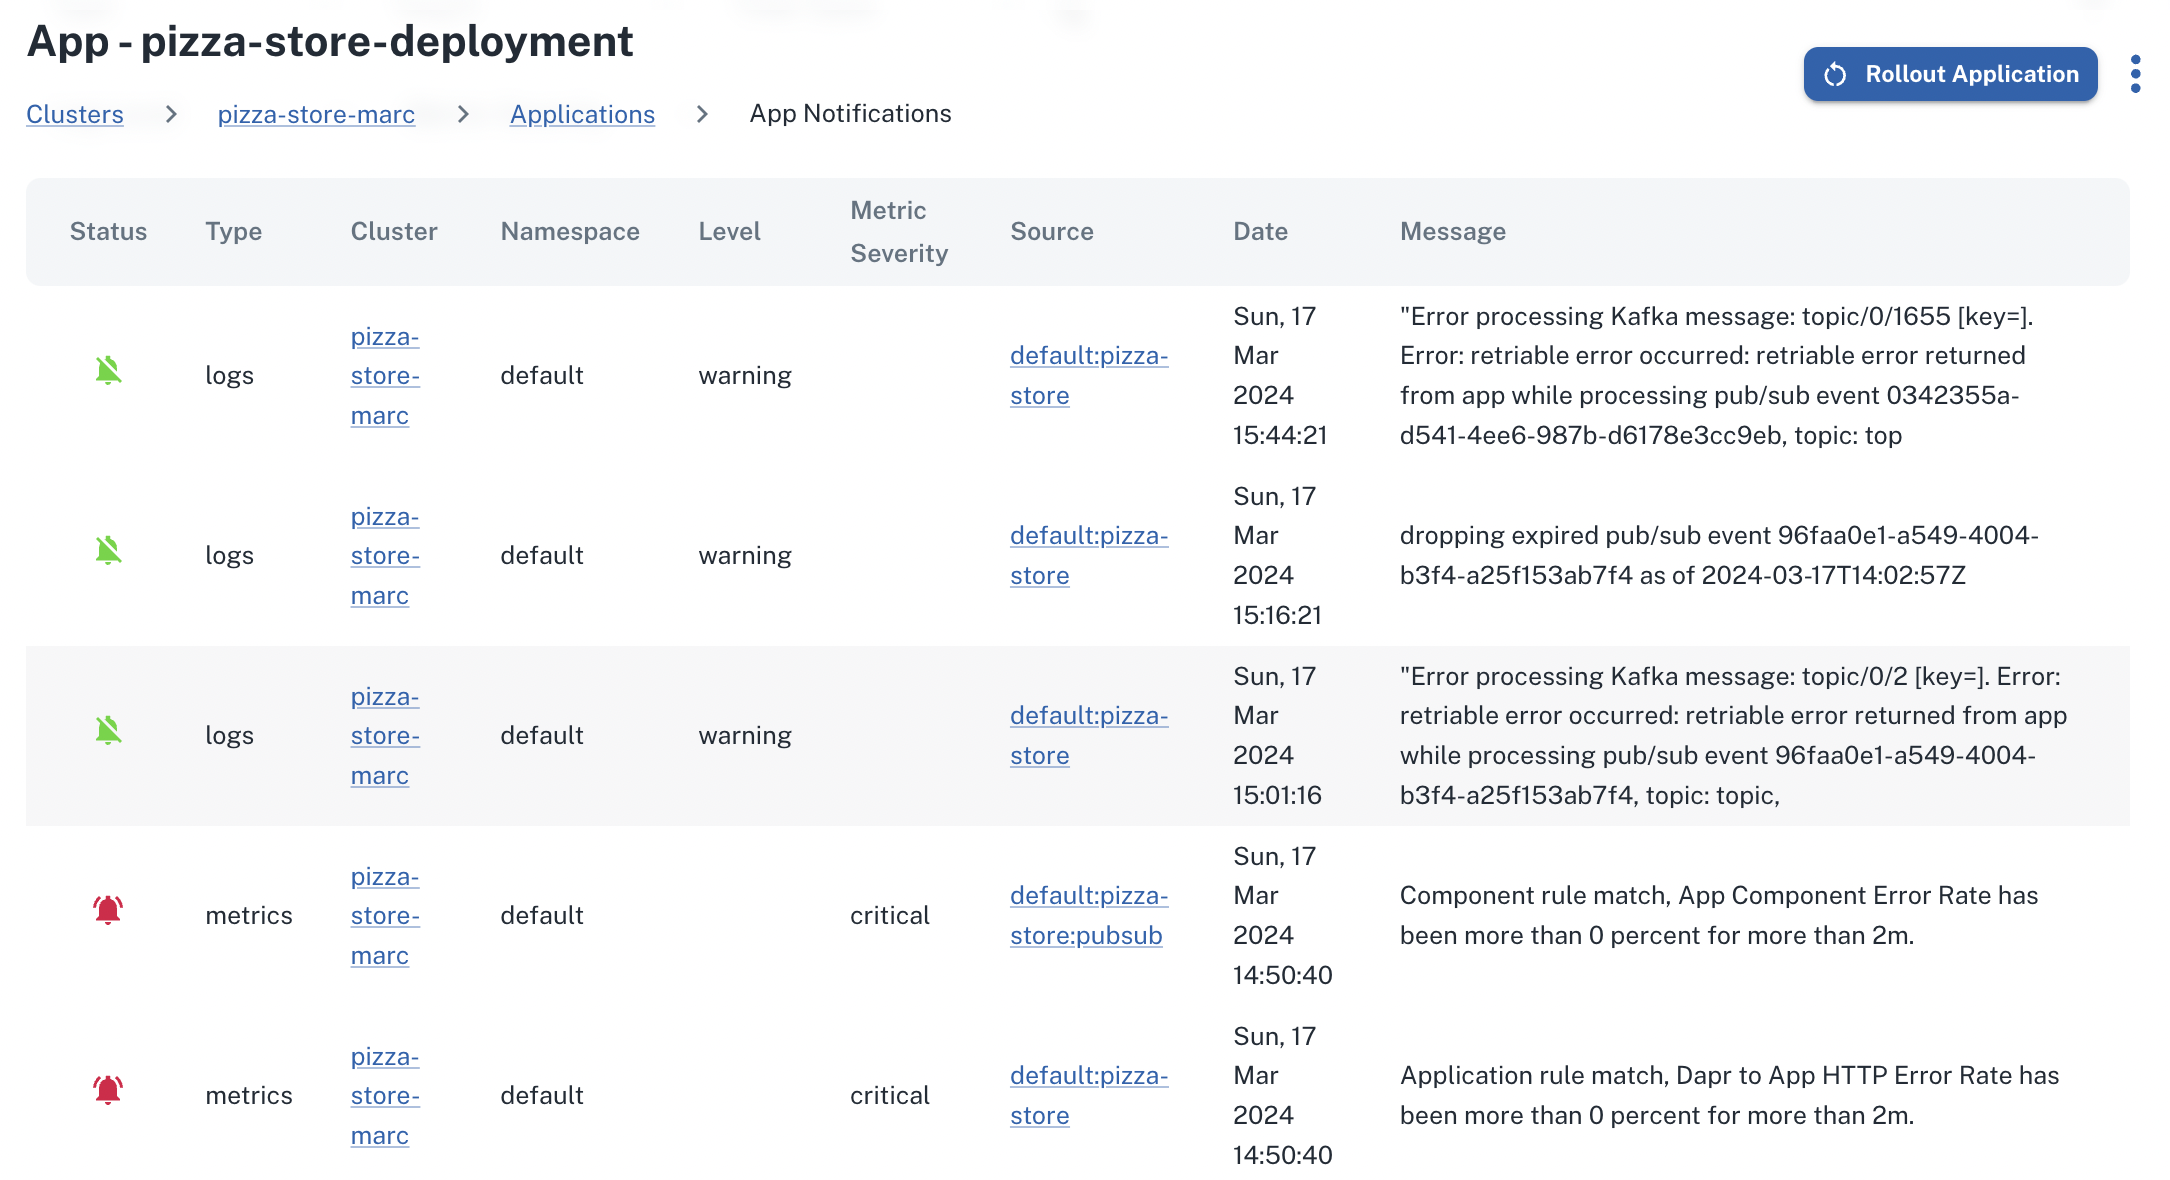 App - pizza-store-deployment
Rollout Application
Clusters > pizza-store-marc > Applications > App Notifications
Status Type Cluster Namespace Level Metric Severity Source Date Message
logs
pizza-
store-
marc
default
warning
default:pizza-
store
Sun, 17
Mar
2024
15:44:21
"Error processing Kafka message: topic/0/1655 [key=].
Error: retriable error occurred: retriable error returned
from app while processing pub/sub event 0342355a-
d541-4ee6-987b-d6178e3cc9eb, topic: top
logs
pizza-
store-
marc
default
warning
default:pizza-
store
Sun, 17
Mar
2024
15:16:21
dropping expired pub/sub event 96faa0e1-a549-4004-
b3f4-a25f153ab7f4 as of 2024-03-17T14:02:57Z
logs
pizza-
store-
marc
default
warning
default:pizza-
store
Sun, 17
Mar
2024
15:01:16
"Error processing Kafka message: topic/0/2 [key=]. Error:
retriable error occurred: retriable error returned from app
while processing pub/sub event 96faa0e1-a549-4004-
b3f4-a25f153ab7f4, topic: topic,
metrics
pizza-
store-
marc
default
critical
default:pizza-
store:pubsub
Sun, 17
Mar
2024
14:50:40
Component rule match, App Component Error Rate has
been more than 0 percent for more than 2m.
metrics
pizza-
store-
marc
default
critical
default:pizza-
store
Sun, 17
Mar
2024
14:50:40
Application rule match, Dapr to App HTTP Error Rate has
been more than 0 percent for more than 2m.